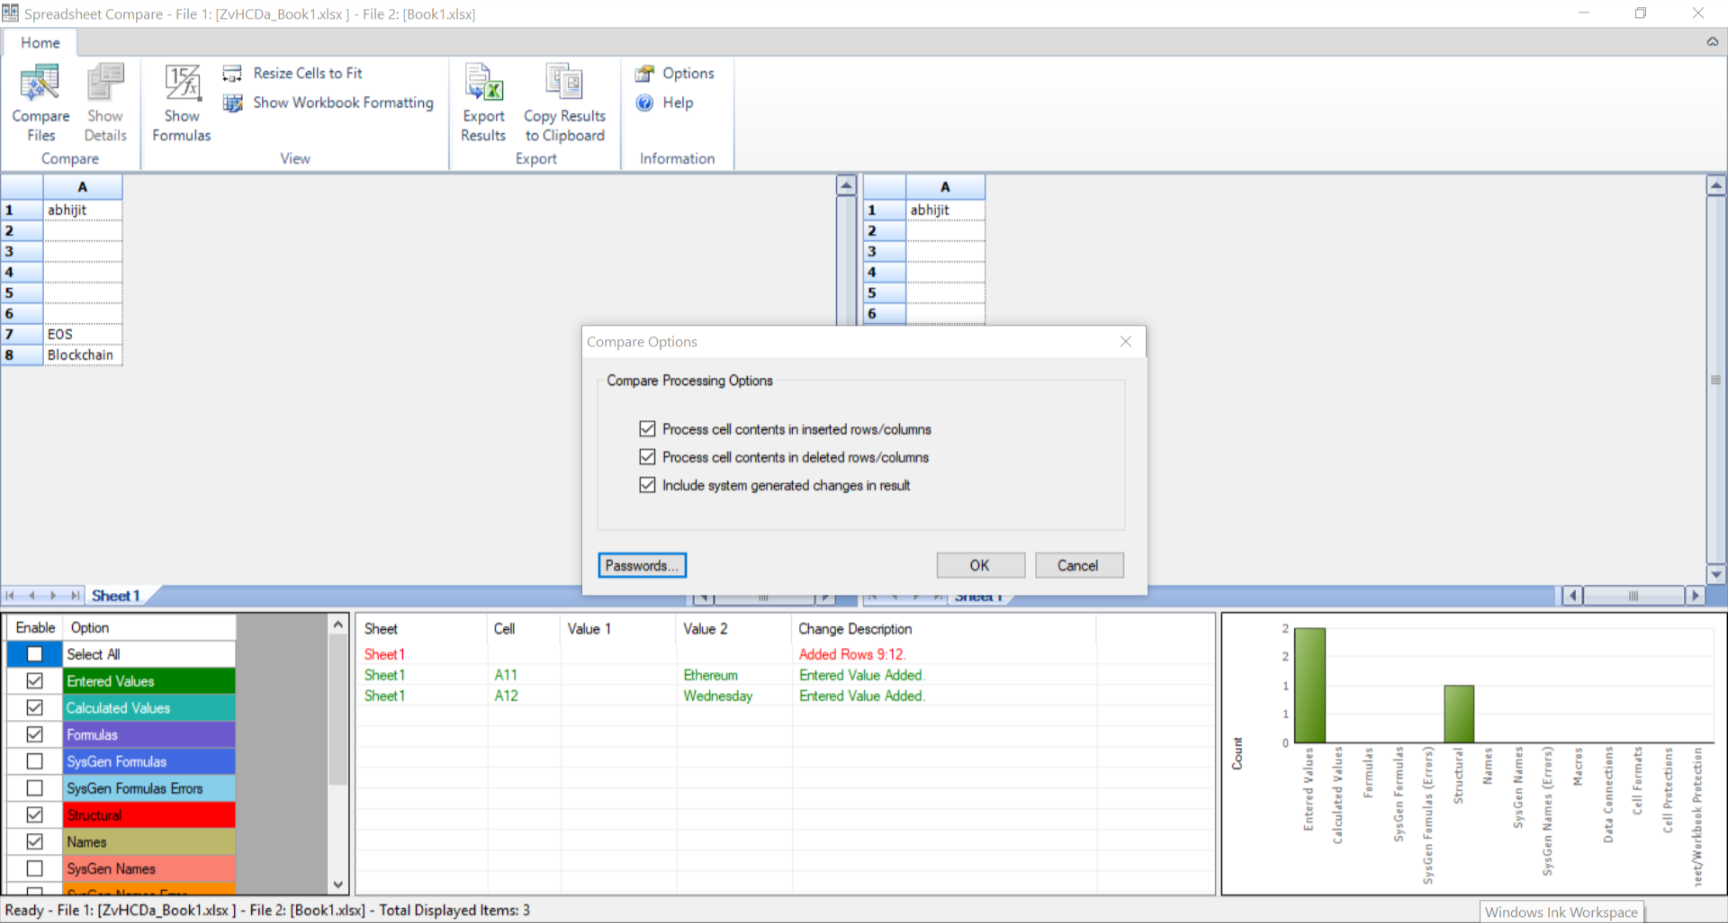 Spreadsheet Compare - File 1: [ZvHCDa_Book1.xlsx ] - File 2: [Book1.xlsx]
Home
Compare Files
Show Details
Compare
Show Formulas
Resize Cells to Fit
Show Workbook Formatting
View
Export Results
Copy Results to Clipboard
Export
Options
Help
Information
A
1 abhijit
2
3
4
5
6
7 EOS
8 Blockchain
A
1 abhijit
2
3
4
5
6
Compare Options
Compare Processing Options
Process cell contents in inserted rows/columns
Process cell contents in deleted rows/columns
Include system generated changes in result
Passwords...
OK
Cancel
Sheet1
Sheet1
Enable Option
Select All
Entered Values
Calculated Values
Formulas
SysGen Formulas
SysGen Formulas Errors
Structural
Names
SysGen Names
SysGen Names Error
Sheet Cell Value 1 Value 2 Change Description
Sheet1 Added Rows 9:12.
Sheet1 A11 Ethereum Entered Value Added.
Sheet1 A12 Wednesday Entered Value Added.
2
2
1
1
0
Count
Entered Values
Calculated Values
Formulas
SysGen Formulas
SysGen Fomulas (Errors)
Structural
Names
SysGen Names
SysGen Names (Errors)
Macros
Data Connections
Cell Formats
Cell Protections
eet/Workbook Protection
Ready - File 1: [ZvHCDa_Book1.xlsx ] - File 2: [Book1.xlsx] - Total Displayed Items: 3
Windows Ink Workspace